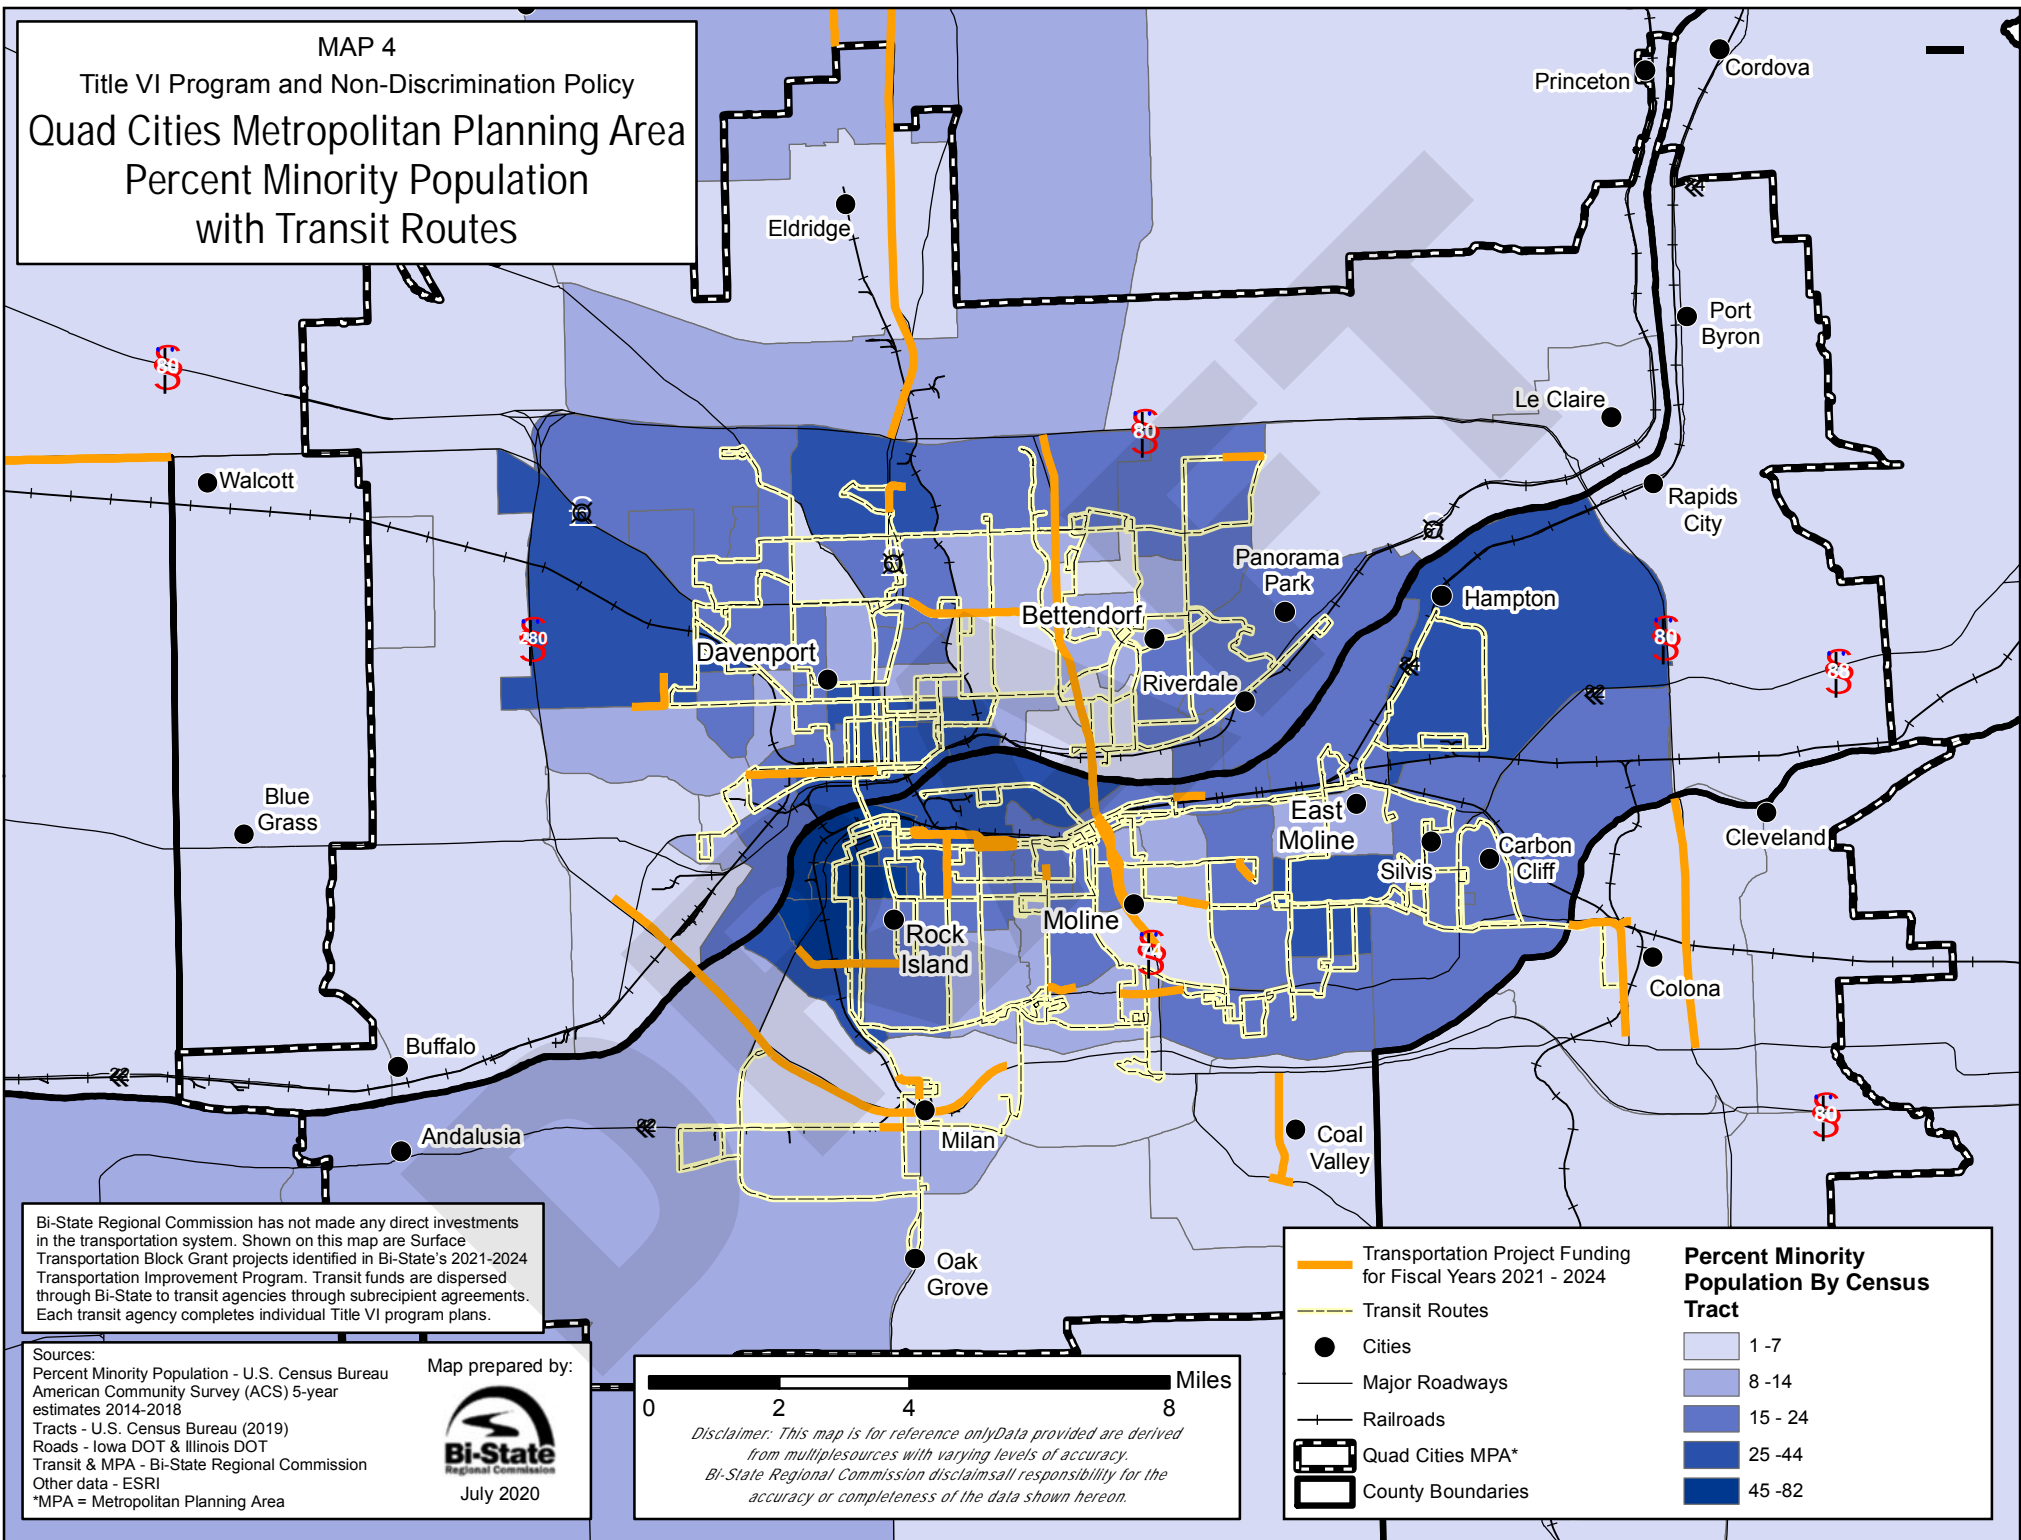 MAP 4
Title VI Program and Non-Discrimination Policy
Quad Cities Metropolitan Planning Area
Percent Minority Population
with Transit Routes
Princeton
Cordova
Eldridge
Port
Byron
Le Claire
80
80
Walcott
Rapids
City
61
67
Panorama
Park
Hampton
Bettendorf
280
80
Davenport
84
88
Riverdale
92
Blue
Grass
East
Moline
Cleveland
Silvis
Carbon
Cliff
Moline
Rock
Island
74
Colona
Buffalo
22
Andalusia
92
Milan
Coal
Valley
80
Oak
Grove
DRAFT
Bi-State Regional Commission has not made any direct investments
in the transportation system. Shown on this map are Surface
Transportation Block Grant projects identified in Bi-State's 2021-2024
Transportation Improvement Program. Transit funds are dispersed
through Bi-State to transit agencies through subrecipient agreements.
Each transit agency completes individual Title VI program plans.
Sources:
Percent Minority Population - U.S. Census Bureau
American Community Survey (ACS) 5-year
estimates 2014-2018
Tracts - U.S. Census Bureau (2019)
Roads - Iowa DOT & Illinois DOT
Transit & MPA - Bi-State Regional Commission
Other data - ESRI
*MPA = Metropolitan Planning Area
Map prepared by:
Bi-State
Regional Commission
July 2020
Miles
0 2 4 8
Disclaimer: This map is for reference onlyData provided are derived
from multiplesources with varying levels of accuracy.
Bi-State Regional Commission disclaimsall responsibility for the
accuracy or completeness of the data shown hereon.
Transportation Project Funding
for Fiscal Years 2021 - 2024
Transit Routes
Cities
Major Roadways
Railroads
Quad Cities MPA*
County Boundaries
Percent Minority
Population By Census
Tract
1 -7
8 -14
15 - 24
25 -44
45 -82